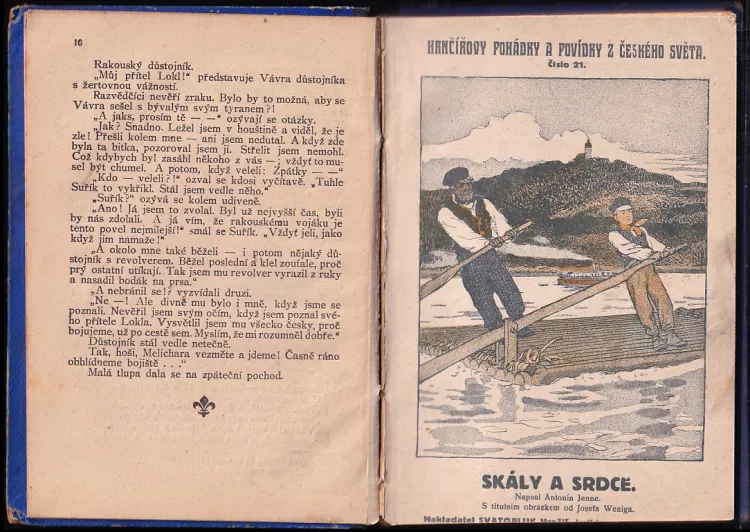 16
Rakouský důstojník.
„Můj přítel Lokl!“ představuje Vávra důstojníka
s žertovnou vážností.
Razvědčíci nevěří zraku. Bylo by to možná, aby se
Vávra sešel s bývalým svým tyranem?!
„A jaks, prosím tě — —“ ozývají se otázky.
„Jak? Snadno. Ležel jsem v houštině a viděl, že je
zle! Přešli kolem mne — ani jsem nedutal. A když zde
byla ta bitka, pozoroval jsem ji. Střelit jsem nemohl.
Což kdybych byl zasáhl někoho z vás —; vždyť to mu-
sel být chumel. A potom, když veleli: Zpátky — —“
„Kdo — veleli?!“ ozval se kdosi vyčítavě. „Tuhle
Suřík to vykřikl. Stál jsem vedle něho.“
„Suřík?“ ozývá se kolem udiveně.
„Ano! Já jsem to zvolal. Byl už nejvyšší čas, byli
by nás zdolali. A já vím, že rakouskému vojáku je
tento povel nejmilejší!“ smál se Suřík. „Vždyť jeli, jako
když jim namaže!“
„A okolo mne také běželi — i potom nějaký dů-
stojník s revolverem. Běžel poslední a klel zoufale, proč
prý ostatní utíkají. Tak jsem mu revolver vyrazil z ruky
a nasadil bodák na prsa.“
„A nebránil se!? vyzvídali druzi.
„Ne —! Ale divně mu bylo i mně, když jsme se
poznali. Nevěřil jsem svým očím, když jsem poznal své-
ho přítele Lokla. Vysvětlil jsem mu všecko česky, proč
bojujeme, už po cestě sem. Myslím, že mi rozuměl dobře.“
Důstojník stál vedle netečně.
Tak, hoši, Melichara vezměte a jdeme! Časně ráno
obhlídneme bojiště . . .“
Malá tlupa dala se na zpáteční pochod.
HRNČÍŘOVY POHÁDKY A POVÍDKY Z ČESKÉHO SVĚTA.
číslo 21.
SKÁLY A SRDCE.
Napsal Antonín Jenne.
S titulním obrázkem od Josefa Weniga.
Nakladatel SVATOPLUK